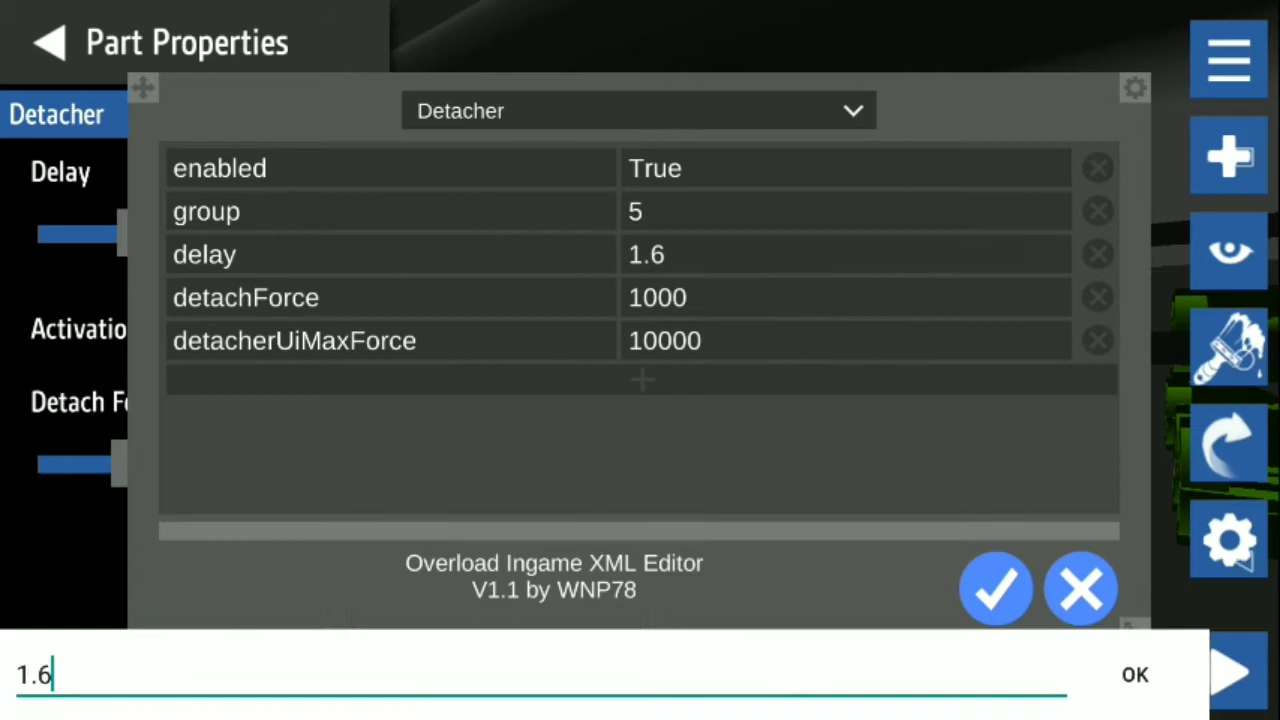 Part Properties
Detacher
Detacher
Delay
enabled True
group 5
delay 1.6
detachForce 1000
detacherUiMaxForce 10000
Activatio
Detach Fo
Overload Ingame XML Editor
V1.1 by WNP78
1.6
OK